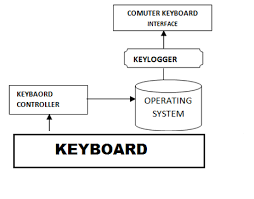 COMUTER KEYBOARD
INTERFACE
KEYLOGGER
KEYBAORD
CONTROLLER
OPERATING
SYSTEM
KEYBOARD